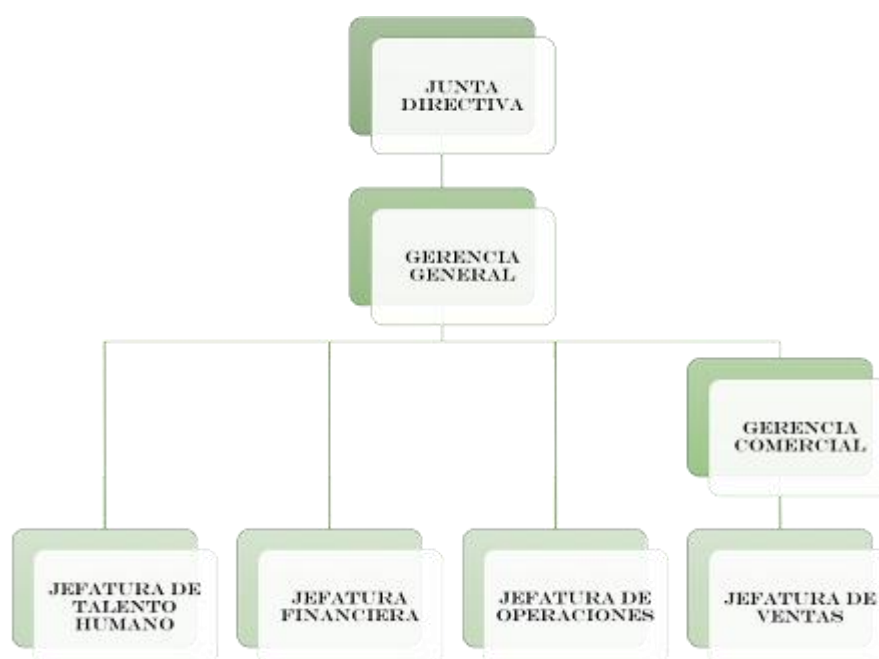 JUNTA
DIRECTIVA
GERENCIA
GENERAL
GERENCIA
COMERCIAL
JEFATURA DE
TALENTO
HUMANO
JEFATURA
FINANCIERA
JEFATURA DE
OPERACIONES
JEFATURA DE
VENTAS